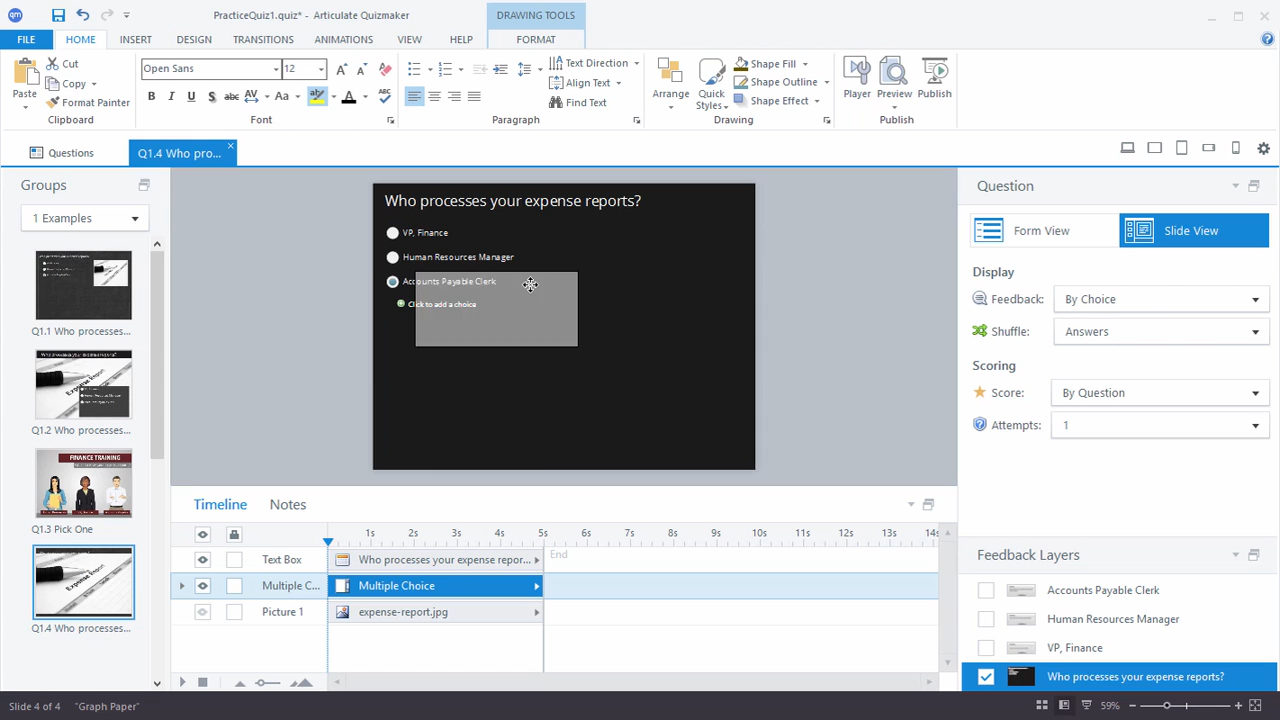 qm
PracticeQuiz1.quiz* - Articulate Quizmaker
DRAWING TOOLS
FILE HOME INSERT DESIGN TRANSITIONS ANIMATIONS VIEW HELP FORMAT
Paste Cut Copy Format Painter Clipboard
Open Sans 12
B I U S abc AV Aa A ABC
Font
Text Direction
Align Text
Find Text
Paragraph
Arrange Quick Styles Shape Fill Shape Outline Shape Effect
Drawing
Player Preview Publish
Publish
Questions Q1.4 Who pro...
Groups
1 Examples
Q1.1 Who processes...
Q1.2 Who processes...
FINANCE TRAINING
Q1.3 Pick One
Q1.4 Who processes...
Who processes your expense reports?
VP, Finance
Human Resources Manager
Accounts Payable Clerk
Click to add a choice
Timeline Notes
1s 2s 3s 4s 5s 6s 7s 8s 9s 10s 11s 12s 13s 14s
End
Text Box Who processes your expense repor...
Multiple C... Multiple Choice
Picture 1 expense-report.jpg
Question
Form View Slide View
Display
Feedback: By Choice
Shuffle: Answers
Scoring
Score: By Question
Attempts: 1
Feedback Layers
Accounts Payable Clerk
Human Resources Manager
VP, Finance
Who processes your expense reports?
Slide 4 of 4 "Graph Paper" 59%